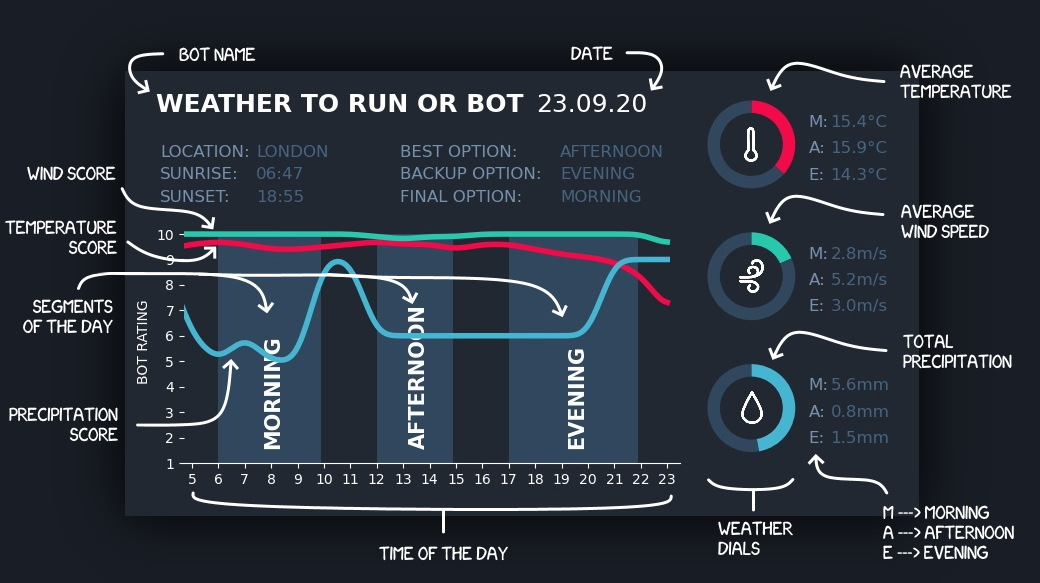 BOT NAME
DATE
AVERAGE
TEMPERATURE
WEATHER TO RUN OR BOT 23.09.20
M: 15.4°C
A: 15.9°C
E: 14.3°C
LOCATION: LONDON
SUNRISE: 06:47
SUNSET: 18:55
BEST OPTION: AFTERNOON
BACKUP OPTION: EVENING
FINAL OPTION: MORNING
WIND SCORE
TEMPERATURE
SCORE
SEGMENTS
OF THE DAY
PRECIPITATION
SCORE
BOT RATING
10
9
8
7
6
5
4
3
2
1
MORNING
AFTERNOON
EVENING
5 6 7 8 9 10 11 12 13 14 15 16 17 18 19 20 21 22 23
TIME OF THE DAY
AVERAGE
WIND SPEED
M: 2.8m/s
A: 5.2m/s
E: 3.0m/s
TOTAL
PRECIPITATION
M: 5.6mm
A: 0.8mm
E: 1.5mm
WEATHER
DIALS
M ---> MORNING
A ---> AFTERNOON
E ---> EVENING